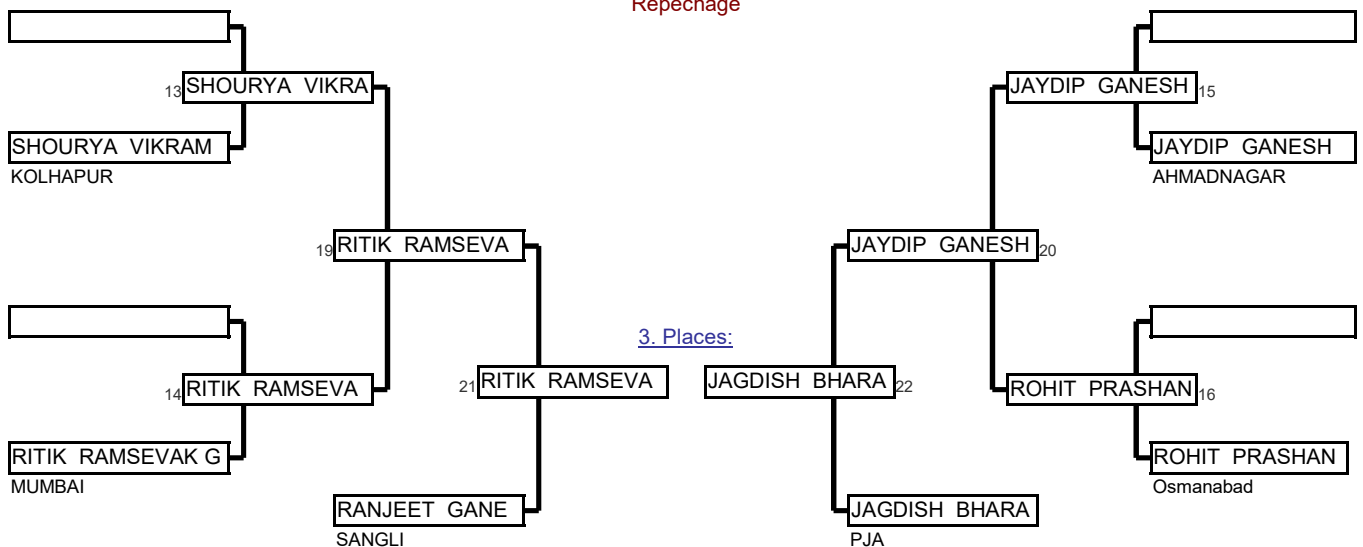 Repechage
13 SHOURYA VIKRA
JAYDIP GANESH 15
SHOURYA VIKRAM
JAYDIP GANESH
KOLHAPUR
AHMADNAGAR
19 RITIK RAMSEVA
JAYDIP GANESH 20
3. Places:
14 RITIK RAMSEVA
21 RITIK RAMSEVA
JAGDISH BHARA 22
ROHIT PRASHAN 16
RITIK RAMSEVAK G
ROHIT PRASHAN
MUMBAI
Osmanabad
RANJEET GANE
JAGDISH BHARA
SANGLI
PJA